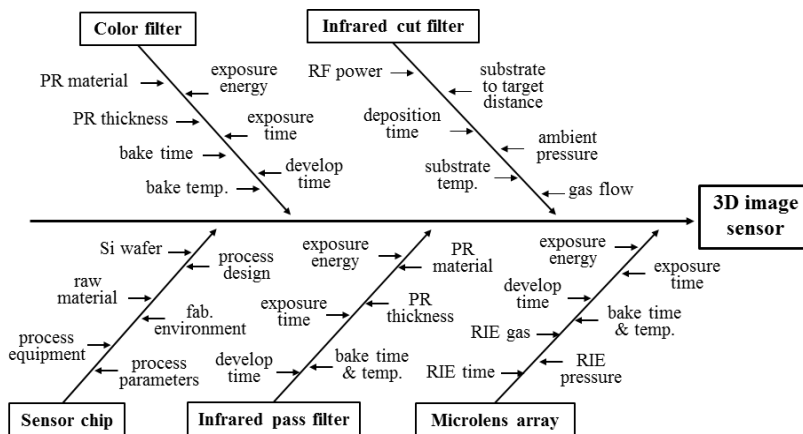 Color filter
PR material
exposure
energy
PR thickness
exposure
time
bake time
develop
time
bake temp.
Infrared cut filter
RF power
substrate
to target
distance
deposition
time
ambient
pressure
substrate
temp.
gas flow
3D image
sensor
Si wafer
process
design
raw
material
fab.
environment
process
equipment
process
parameters
Sensor chip
exposure
energy
PR
material
exposure
time
PR
thickness
develop
time
bake time
& temp.
Infrared pass filter
exposure
energy
exposure
time
develop
time
bake time
& temp.
RIE gas
RIE
pressure
RIE time
Microlens array